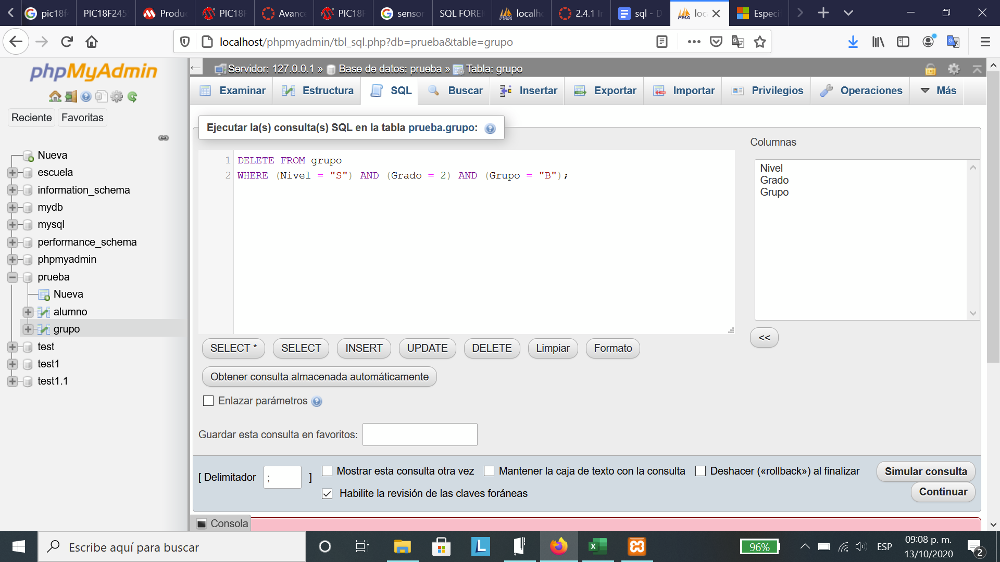 pic18f
PIC18F245
Produ
PIC18F
Avanc
PIC18F
sensor
SQL FOREI
localho
2.4.1 In
sql - D
loc
Especif
localhost/phpmyadmin/tbl_sql.php?db=prueba&table=grupo
phpMyAdmin
Reciente
Favoritas
Nueva
escuela
information_schema
mydb
mysql
performance_schema
phpmyadmin
prueba
Nueva
alumno
grupo
test
test1
test1.1
Servidor: 127.0.0.1 » Base de datos: prueba » Tabla: grupo
Examinar
Estructura
SQL
Buscar
Insertar
Exportar
Importar
Privilegios
Operaciones
Más
Ejecutar la(s) consulta(s) SQL en la tabla prueba.grupo:
1 DELETE FROM grupo
2 WHERE (Nivel = "S") AND (Grado = 2) AND (Grupo = "B");
Columnas
Nivel
Grado
Grupo
<<
SELECT *
SELECT
INSERT
UPDATE
DELETE
Limpiar
Formato
Obtener consulta almacenada automáticamente
Enlazar parámetros
Guardar esta consulta en favoritos:
[ Delimitador ; ]
Mostrar esta consulta otra vez
Mantener la caja de texto con la consulta
Deshacer («rollback») al finalizar
Habilite la revisión de las claves foráneas
Simular consulta
Continuar
Consola
Escribe aquí para buscar
96%
ESP
09:08 p. m.
13/10/2020
2